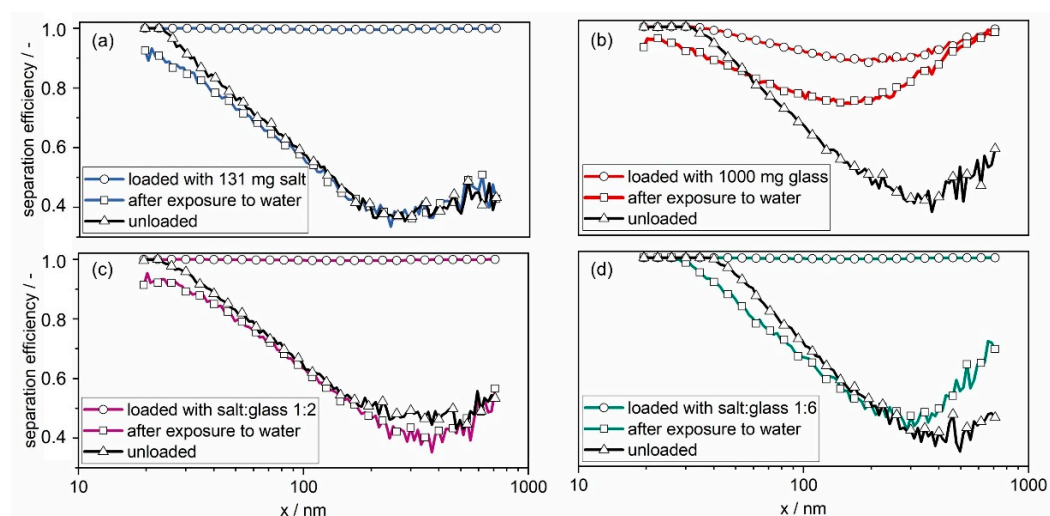 1.0
0.8
0.6
0.4
separation efficiency / -
(a)
loaded with 131 mg salt
after exposure to water
unloaded
(b)
loaded with 1000 mg glass
after exposure to water
unloaded
1.0
0.8
0.6
0.4
separation efficiency / -
(c)
loaded with salt:glass 1:2
after exposure to water
unloaded
(d)
loaded with salt:glass 1:6
after exposure to water
unloaded
10 100 1000 10 100 1000
x / nm x / nm